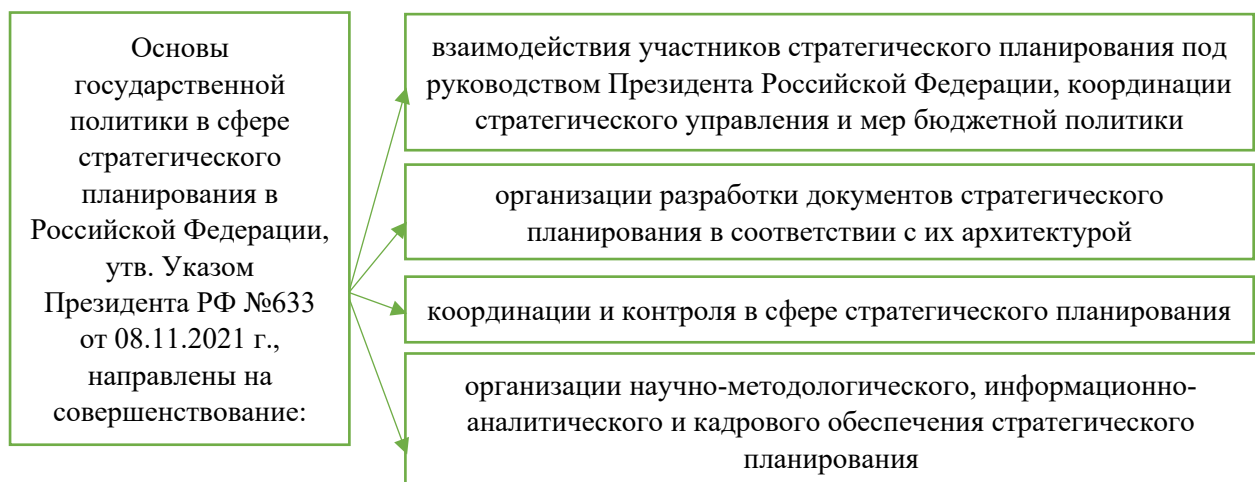 Основы
государственной
политики в сфере
стратегического
планирования в
Российской Федерации,
утв. Указом
Президента РФ №633
от 08.11.2021 г.,
направлены на
совершенствование:
взаимодействия участников стратегического планирования под
руководством Президента Российской Федерации, координации
стратегического управления и мер бюджетной политики
организации разработки документов стратегического
планирования в соответствии с их архитектурой
координации и контроля в сфере стратегического планирования
организации научно-методологического, информационно-
аналитического и кадрового обеспечения стратегического
планирования